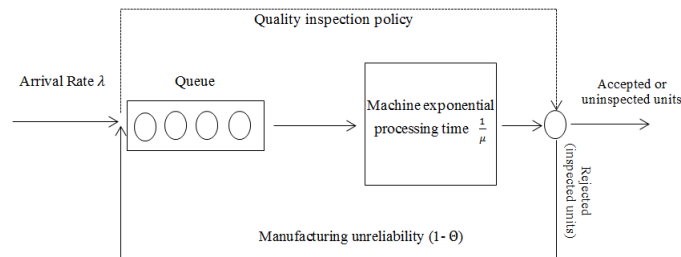 Quality inspection policy
Arrival Rate λ
Queue
Machine exponential
processing time 1/μ
Accepted or
uninspected units
Rejected
(inspected units)
Manufacturing unreliability (1- Θ)